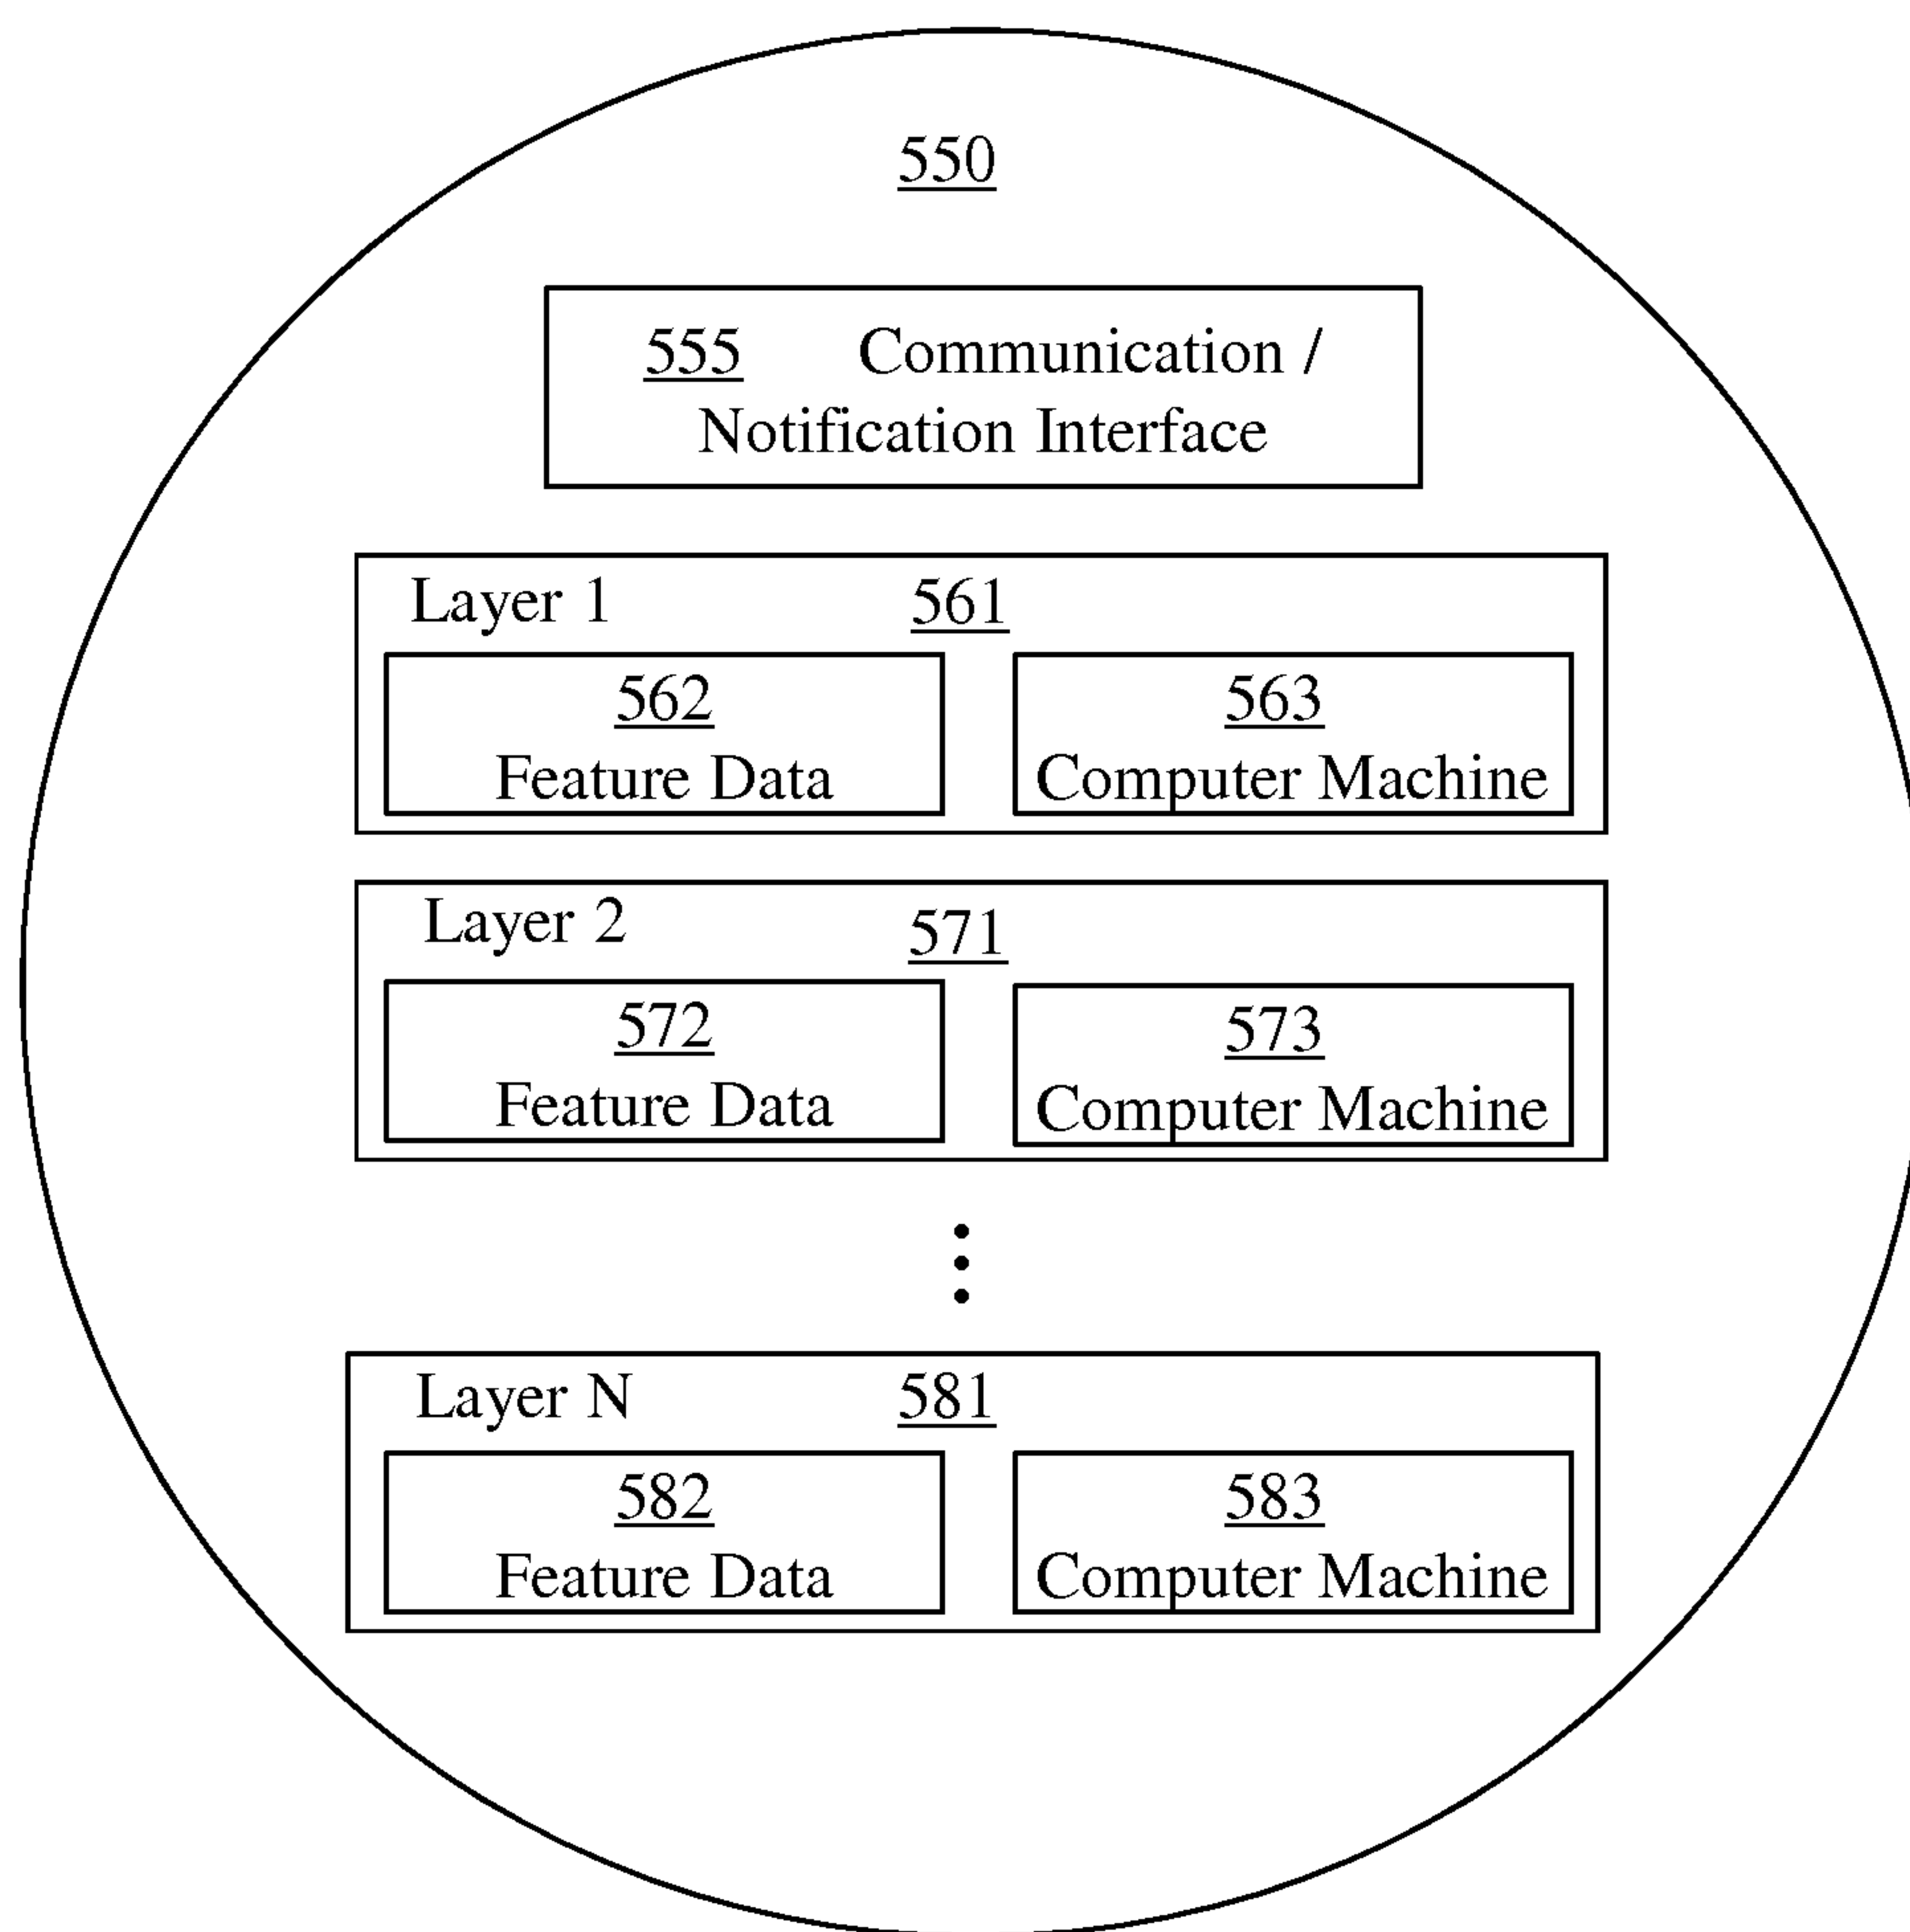 550
555 Communication /
Notification Interface
Layer 1 561
562 563
Feature Data Computer Machine
Layer 2 571
572 573
Feature Data Computer Machine
Layer N 581
582 583
Feature Data Computer Machine